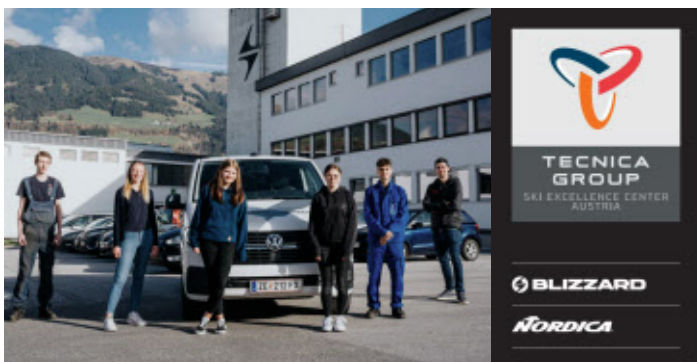 TECNICA
GROUP
SKI EXCELLENCE CENTER
AUSTRIA
BLIZZARD
NORDICA